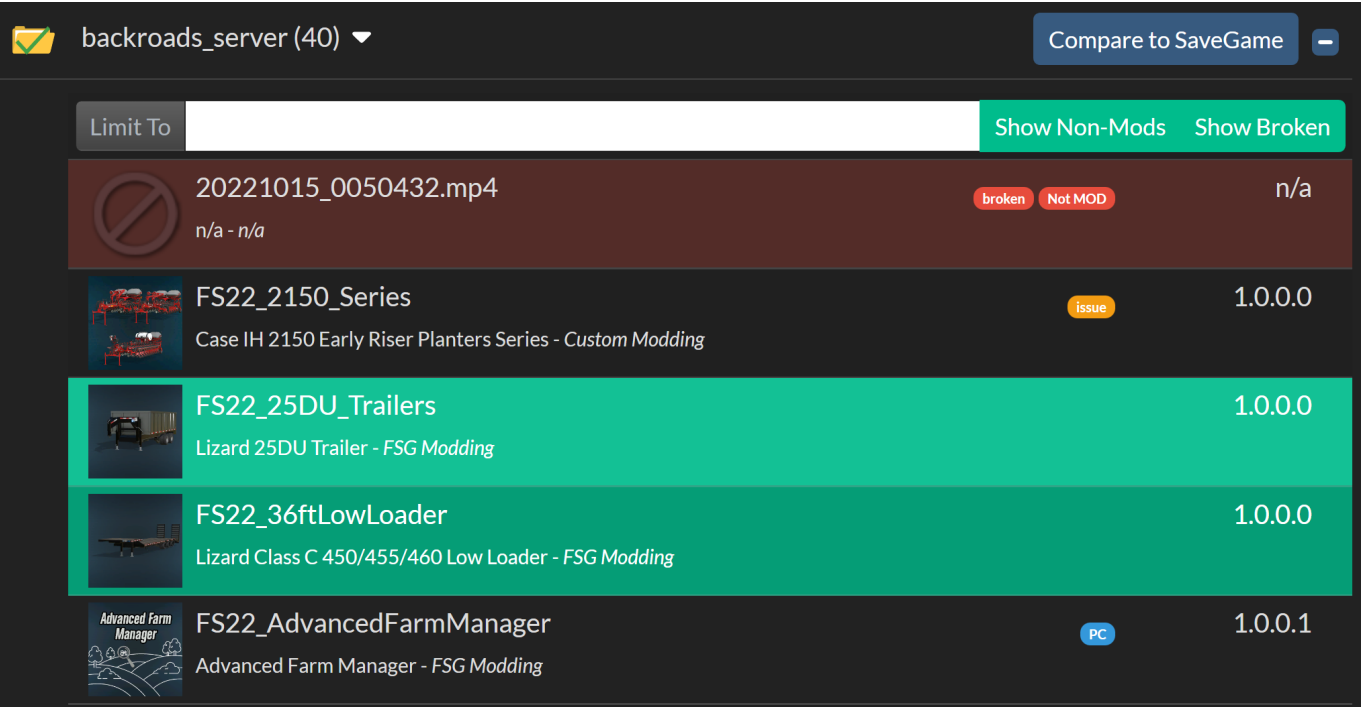 backroads_server (40)
Compare to SaveGame
Limit To
Show Non-Mods
Show Broken
20221015_0050432.mp4
broken
Not MOD
n/a
n/a - n/a
FS22_2150_Series
issue
1.0.0.0
Case IH 2150 Early Riser Planters Series - Custom Modding
FS22_25DU_Trailers
1.0.0.0
Lizard 25DU Trailer - FSG Modding
FS22_36ftLowLoader
1.0.0.0
Lizard Class C 450/455/460 Low Loader - FSG Modding
Advanced Farm
Manager
FS22_AdvancedFarmManager
PC
1.0.0.1
Advanced Farm Manager - FSG Modding